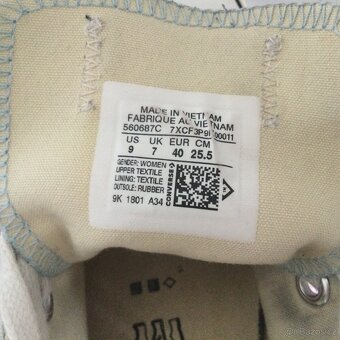 MADE IN VIETNAM
FABRIQUE AU VIETNAM
560687C
US UK EUR CM
9 7 40 25.5
GENDER: WOMEN
UPPER: TEXTILE
LINING: TEXTILE
OUTSOLE: RUBBER
CONVERSE
9K 1801 A34